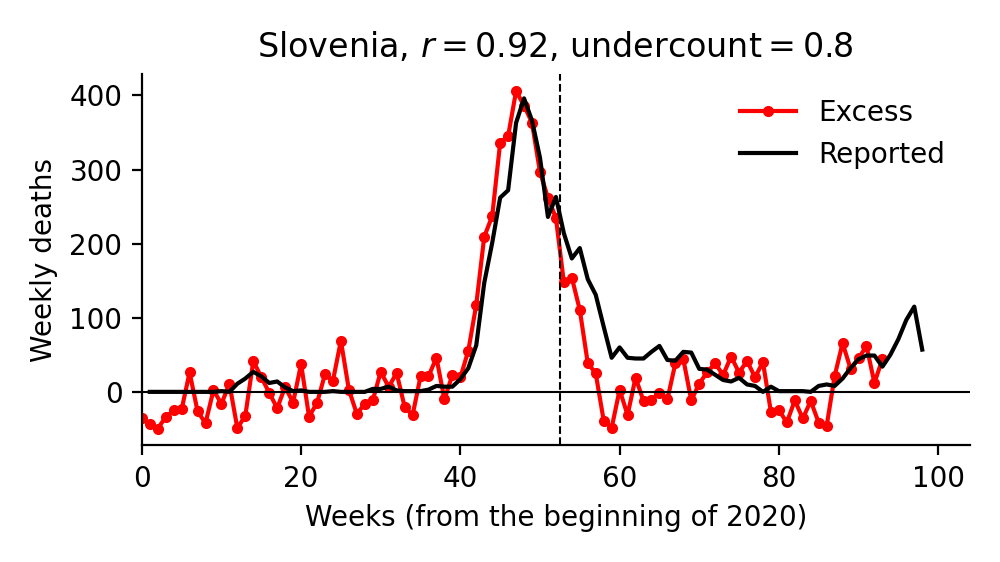 Slovenia, r = 0.92, undercount = 0.8
400
300
200
100
0
Weekly deaths
Excess
Reported
0 20 40 60 80 100
Weeks (from the beginning of 2020)